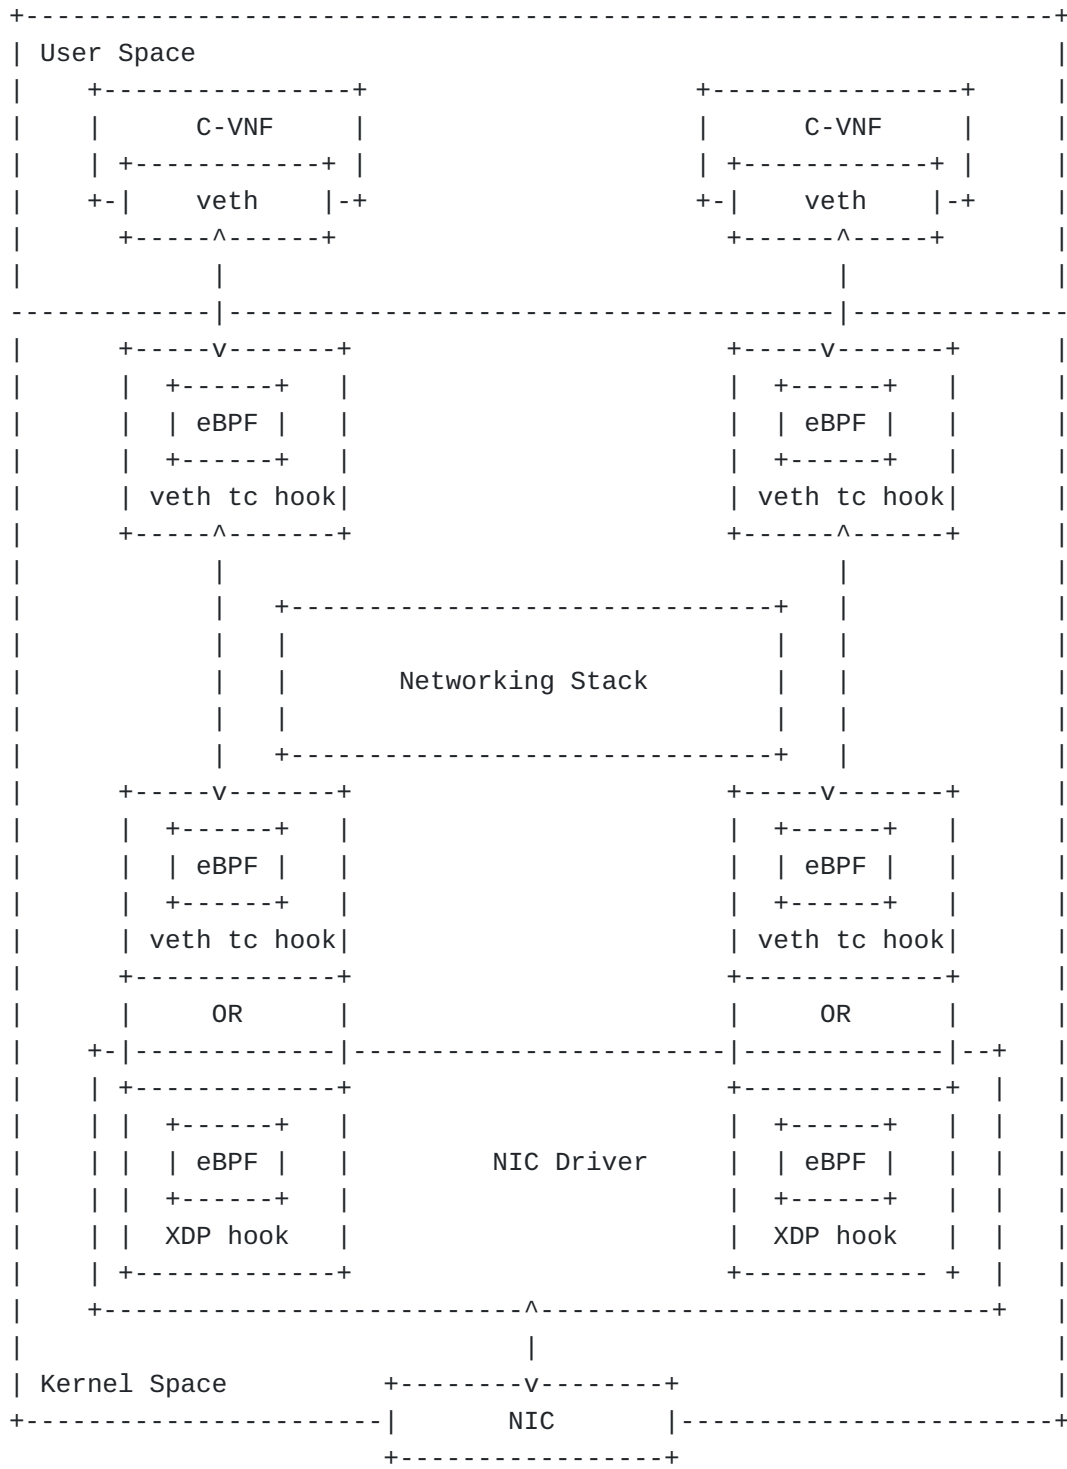 User Space
C-VNF C-VNF
veth veth
eBPF eBPF
veth tc hook veth tc hook
Networking Stack
eBPF eBPF
veth tc hook veth tc hook
OR OR
eBPF NIC Driver eBPF
XDP hook XDP hook
Kernel Space
NIC